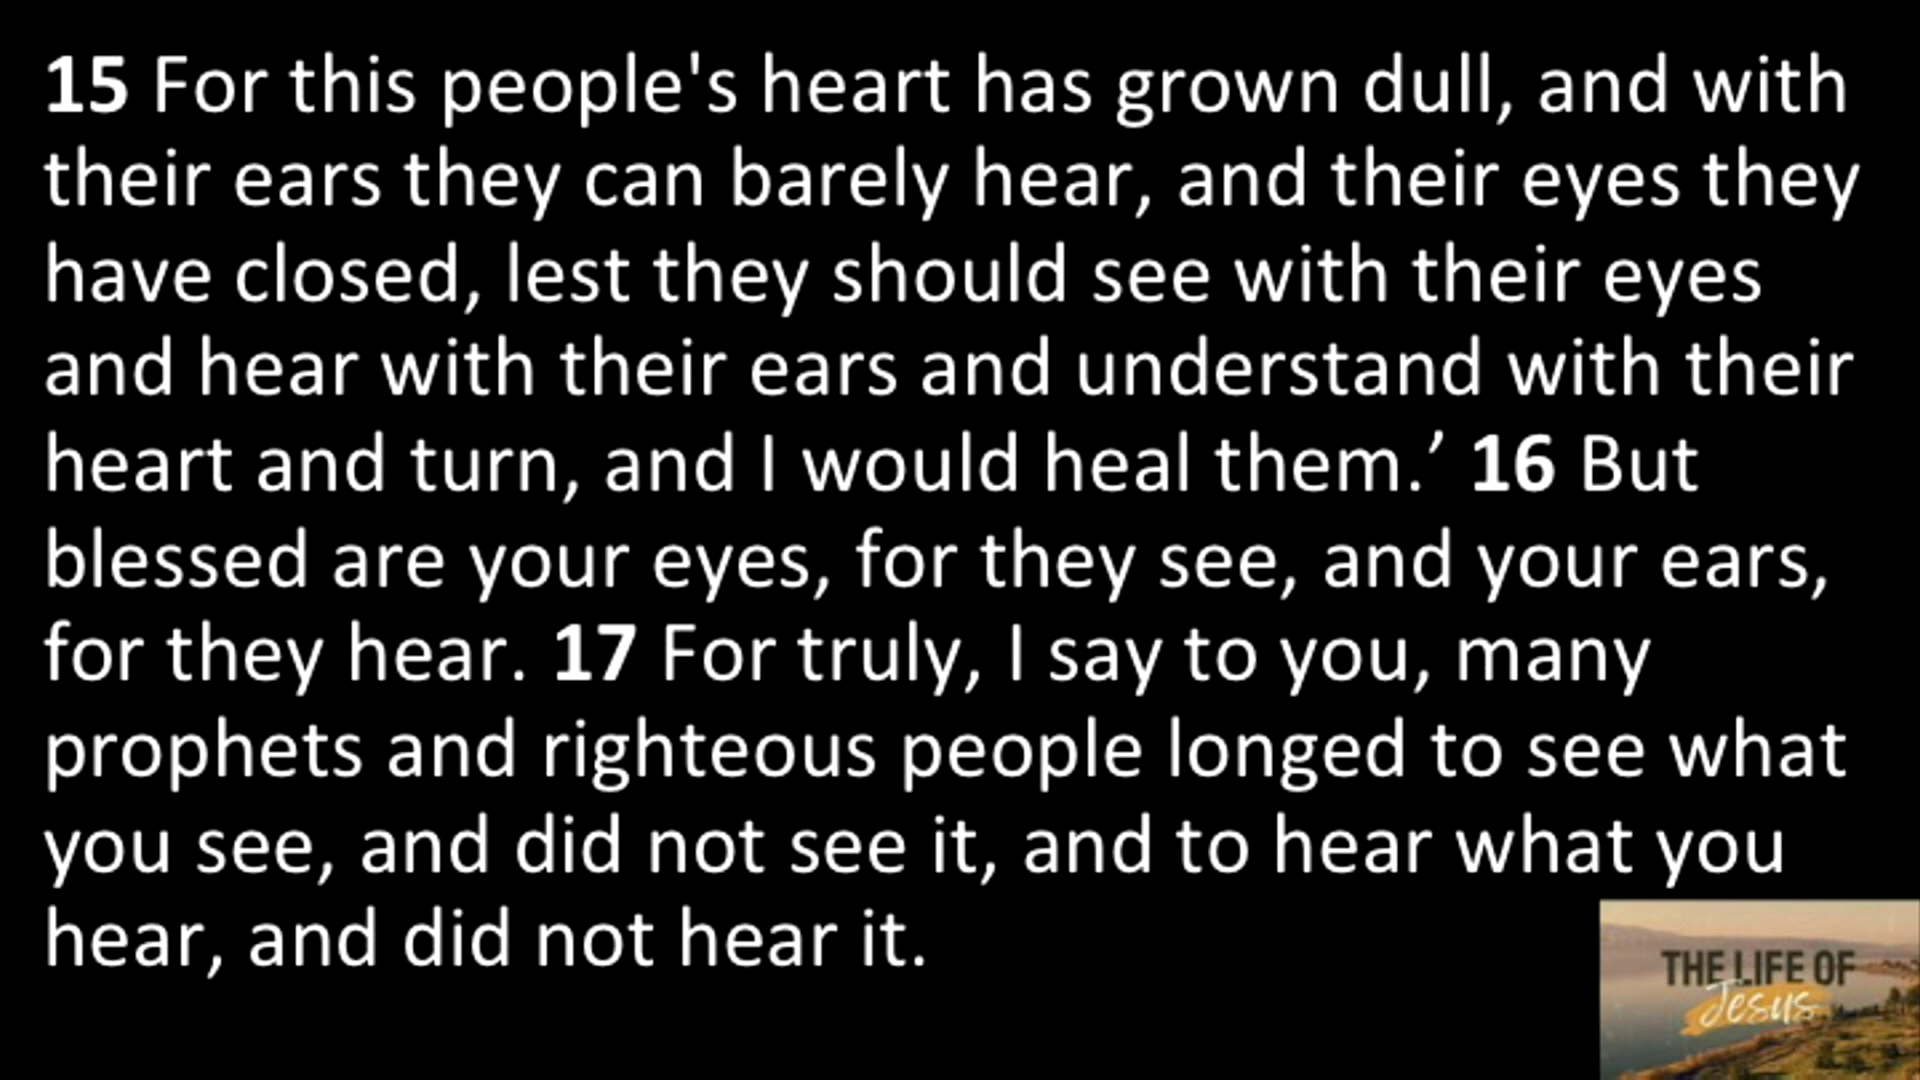 15 For this people's heart has grown dull, and with
their ears they can barely hear, and their eyes they
have closed, lest they should see with their eyes
and hear with their ears and understand with their
heart and turn, and I would heal them.’ 16 But
blessed are your eyes, for they see, and your ears,
for they hear. 17 For truly, I say to you, many
prophets and righteous people longed to see what
you see, and did not see it, and to hear what you
hear, and did not hear it.
THE LIFE OF
Jesus